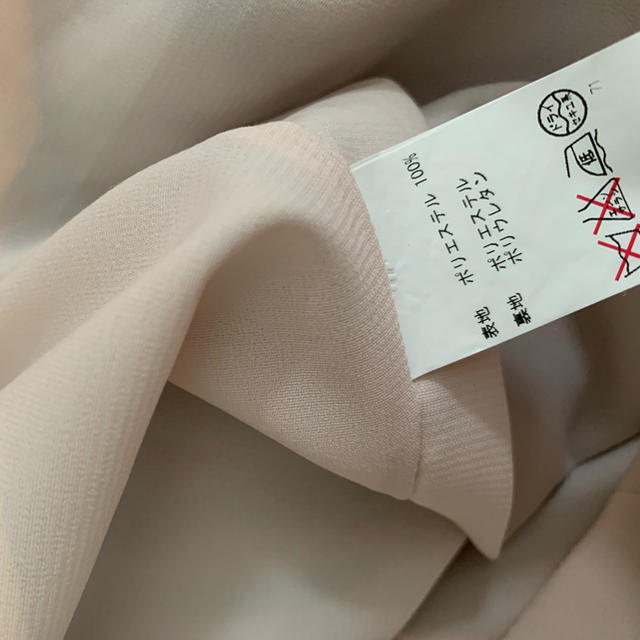 表地 ポリエステル 100%
裏地 ポリエステル
ポリウレタン
ドライ
セキユ系
低
71